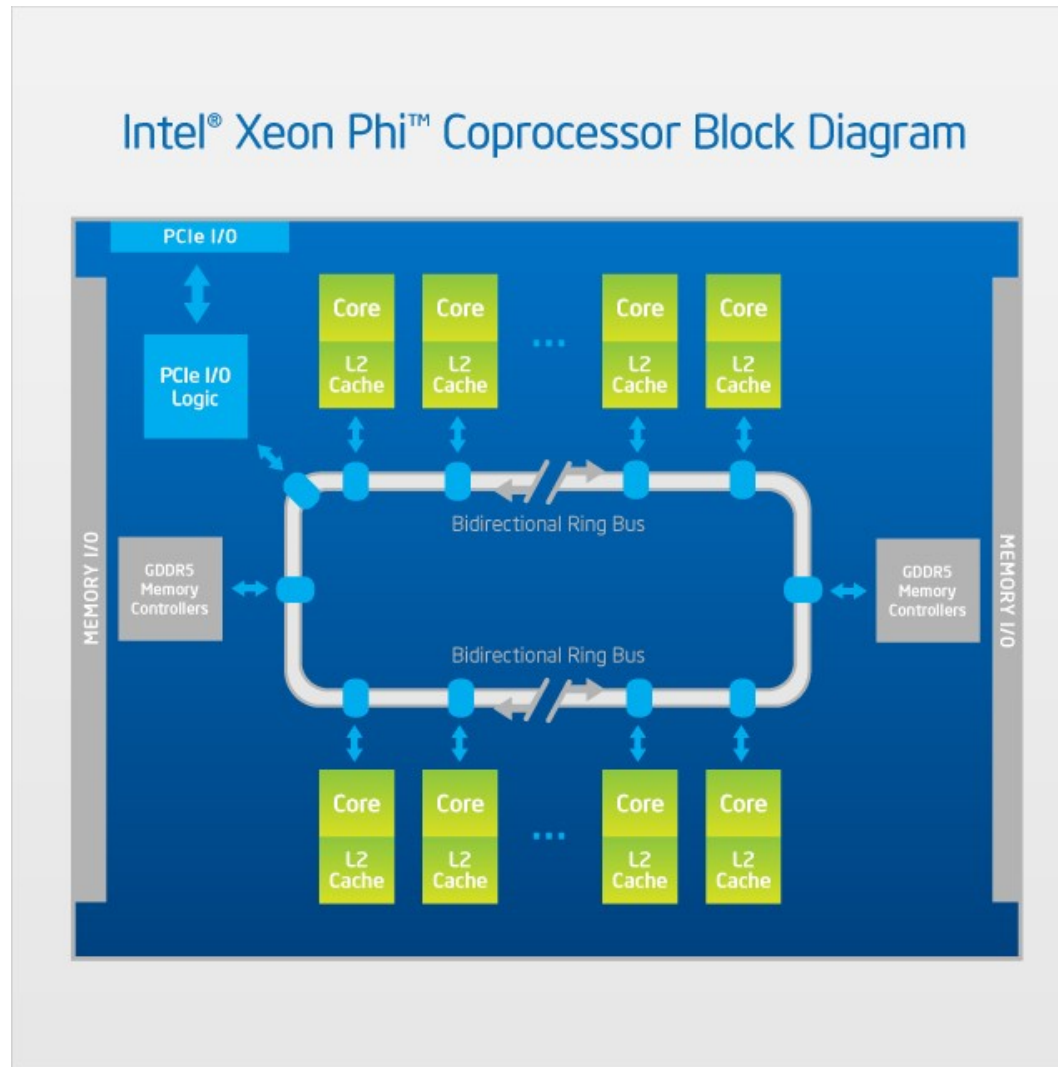 Intel® Xeon Phi™ Coprocessor Block Diagram
PCIe I/O
PCIe I/O
Logic
Core
L2
Cache
Core
L2
Cache
...
Core
L2
Cache
Core
L2
Cache
Bidirectional Ring Bus
MEMORY I/O
GDDR5
Memory
Controllers
GDDR5
Memory
Controllers
MEMORY I/O
Bidirectional Ring Bus
Core
L2
Cache
Core
L2
Cache
...
Core
L2
Cache
Core
L2
Cache